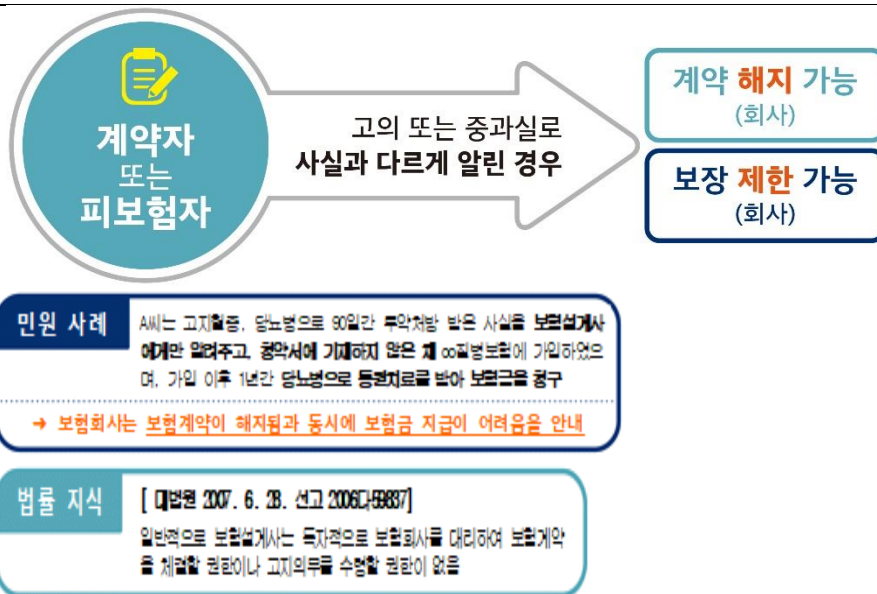 계약자
또는
피보험자
고의 또는 중과실로
사실과 다르게 알린 경우
계약 해지 가능
(회사)
보장 제한 가능
(회사)
민원 사례
A씨는 고지혈증, 당뇨병으로 90일간 투약처방 받은 사실을 보험설계사
에게만 알려주고, 청약서에 기재하지 않은 채 ∞질병보험에 가입하였으
며, 가입 이후 1년간 당뇨병으로 통원치료를 받아 보험금을 청구
→ 보험회사는 보험계약이 해지됨과 동시에 보험금 지급이 어려움을 안내
법률 지식
[ 대법원 2007. 6. 28. 선고 2006다59837]
일반적으로 보험설계사는 독자적으로 보험회사를 대리하여 보험계약
을 체결할 권한이나 고지의무를 수령할 권한이 없음